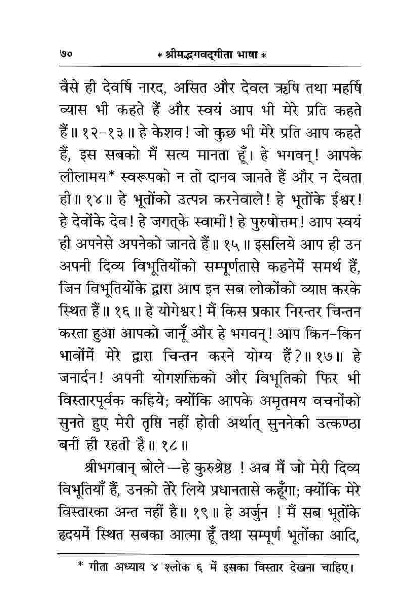 ७० * श्रीमद्भगवद्गीता भाषा *
वैसे ही देवर्षि नारद, असित और देवल ऋषि तथा महर्षि
व्यास भी कहते हैं और स्वयं आप भी मेरे प्रति कहते
हैं॥ १२-१३॥ हे केशव! जो कुछ भी मेरे प्रति आप कहते
हैं, इस सबको मैं सत्य मानता हूँ। हे भगवन्! आपके
लीलामय* स्वरूपको न तो दानव जानते हैं और न देवता
ही॥ १४॥ हे भूतोंको उत्पन्न करनेवाले! हे भूतोंके ईश्वर!
हे देवोंके देव! हे जगत्के स्वामी! हे पुरुषोत्तम! आप स्वयं
ही अपनेसे अपनेको जानते हैं॥ १५॥ इसलिये आप ही उन
अपनी दिव्य विभूतियोंको सम्पूर्णतासे कहनेमें समर्थ हैं,
जिन विभूतियोंके द्वारा आप इन सब लोकोंको व्याप्त करके
स्थित हैं॥ १६॥ हे योगेश्वर! मैं किस प्रकार निरन्तर चिन्तन
करता हुआ आपको जानूँ और हे भगवन्! आप किन-किन
भावोंमें मेरे द्वारा चिन्तन करने योग्य हैं?॥ १७॥ हे
जनार्दन! अपनी योगशक्तिको और विभूतिको फिर भी
विस्तारपूर्वक कहिये; क्योंकि आपके अमृतमय वचनोंको
सुनते हुए मेरी तृप्ति नहीं होती अर्थात् सुननेकी उत्कण्ठा
बनी ही रहती है॥ १८॥
श्रीभगवान् बोले—हे कुरुश्रेष्ठ ! अब मैं जो मेरी दिव्य
विभूतियाँ हैं, उनको तेरे लिये प्रधानतासे कहूँगा; क्योंकि मेरे
विस्तारका अन्त नहीं है॥ १९॥ हे अर्जुन ! मैं सब भूतोंके
हृदयमें स्थित सबका आत्मा हूँ तथा सम्पूर्ण भूतोंका आदि,
* गीता अध्याय ४ श्लोक ६ में इसका विस्तार देखना चाहिए।